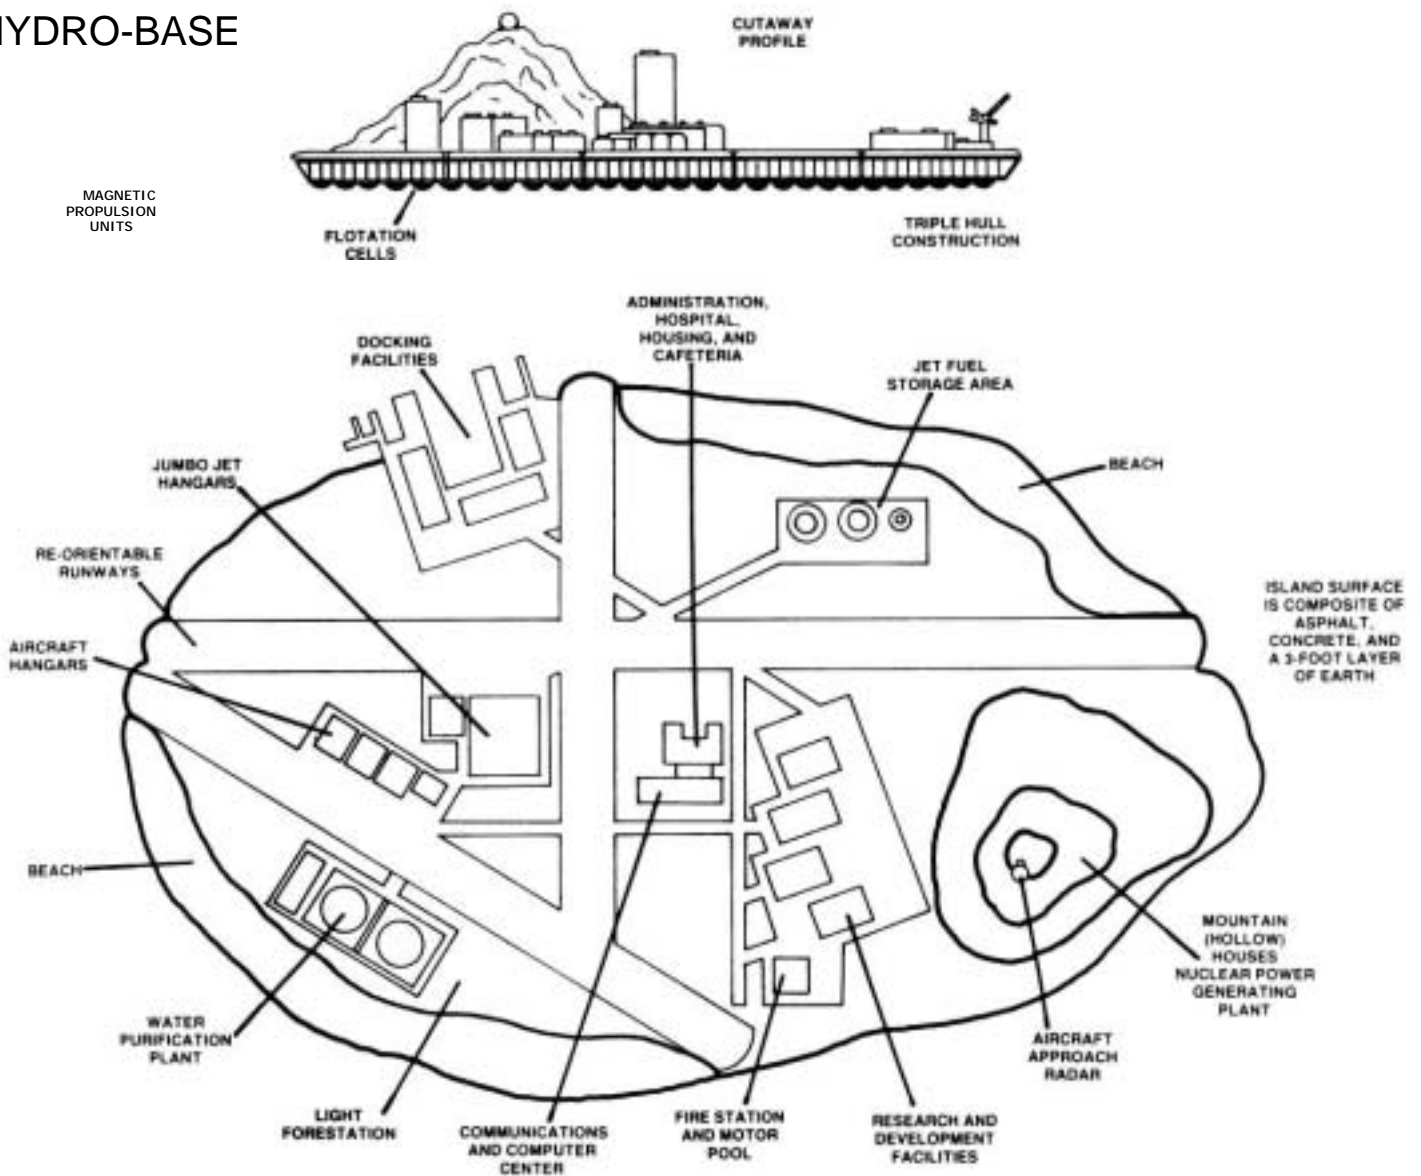 HYDRO-BASE
CUTAWAY
PROFILE
MAGNETIC
PROPULSION
UNITS
FLOTATION
CELLS
TRIPLE HULL
CONSTRUCTION
ADMINISTRATION,
HOSPITAL,
HOUSING, AND
CAFETERIA
DOCKING
FACILITIES
JET FUEL
STORAGE AREA
JUMBO JET
HANGARS
BEACH
RE-ORIENTABLE
RUNWAYS
ISLAND SURFACE
IS COMPOSITE OF
ASPHALT,
CONCRETE, AND
A 3-FOOT LAYER
OF EARTH
AIRCRAFT
HANGARS
BEACH
MOUNTAIN
(HOLLOW)
HOUSES
NUCLEAR POWER
GENERATING
PLANT
WATER
PURIFICATION
PLANT
AIRCRAFT
APPROACH
RADAR
LIGHT
FORESTATION
COMMUNICATIONS
AND COMPUTER
CENTER
FIRE STATION
AND MOTOR
POOL
RESEARCH AND
DEVELOPMENT
FACILITIES